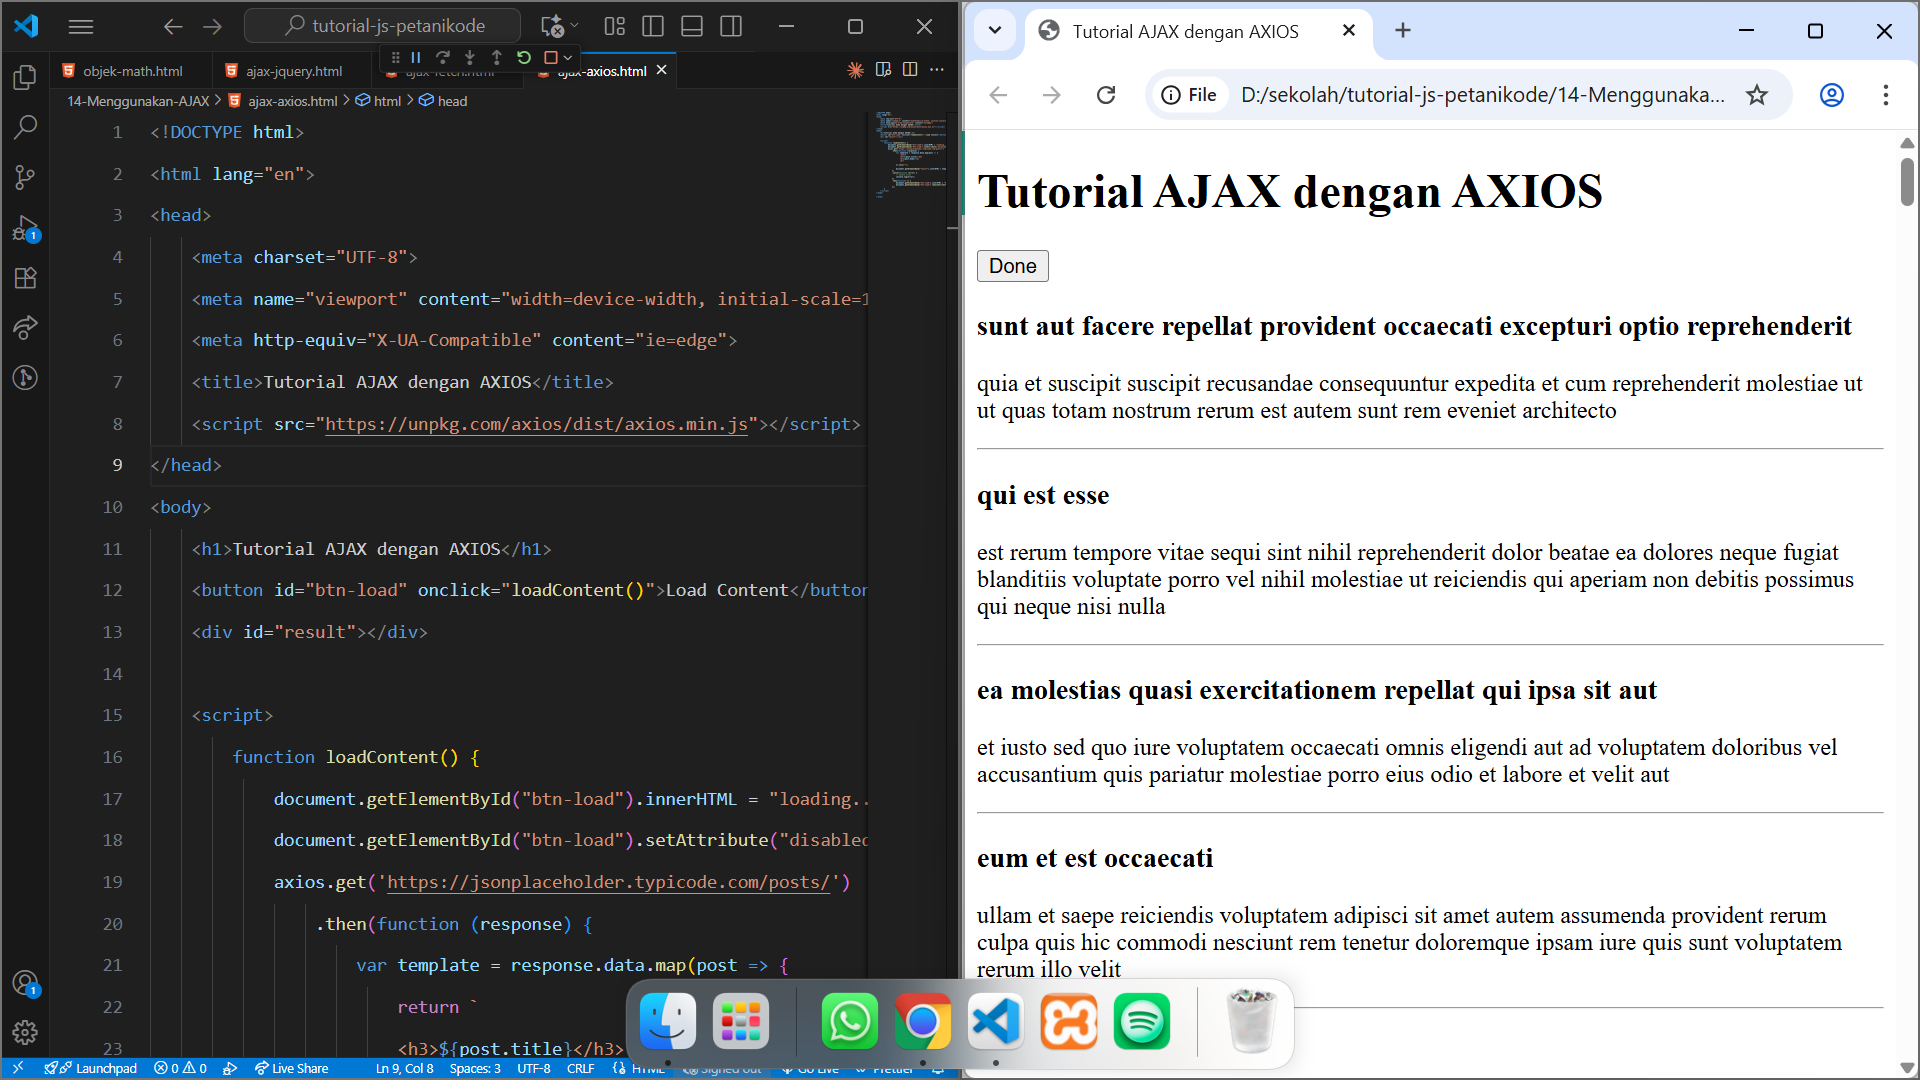 tutorial-js-petanikode
objek-math.html
ajax-jquery.html
ajax-axios.html
14-Menggunakan-AJAX > ajax-axios.html > html > head
1 <!DOCTYPE html>
2 <html lang="en">
3 <head>
4 <meta charset="UTF-8">
5 <meta name="viewport" content="width=device-width, initial-scale=1
6 <meta http-equiv="X-UA-Compatible" content="ie=edge">
7 <title>Tutorial AJAX dengan AXIOS</title>
8 <script src="https://unpkg.com/axios/dist/axios.min.js"></script>
9 </head>
10 <body>
11 <h1>Tutorial AJAX dengan AXIOS</h1>
12 <button id="btn-load" onclick="loadContent()">Load Content</button
13 <div id="result"></div>
14
15 <script>
16 function loadContent() {
17 document.getElementById("btn-load").innerHTML = "loading..
18 document.getElementById("btn-load").setAttribute("disabled
19 axios.get('https://jsonplaceholder.typicode.com/posts/')
20 .then(function (response) {
21 var template = response.data.map(post => {
22 return `
23 <h3>${post.title}</h3>
Launchpad 0 0 Live Share Ln 9, Col 8 Spaces: 3 UTF-8 CRLF HTML
1
1
Tutorial AJAX dengan AXIOS
File D:/sekolah/tutorial-js-petanikode/14-Menggunaka...
Tutorial AJAX dengan AXIOS
Done
sunt aut facere repellat provident occaecati excepturi optio reprehenderit
quia et suscipit suscipit recusandae consequuntur expedita et cum reprehenderit molestiae ut
ut quas totam nostrum rerum est autem sunt rem eveniet architecto
qui est esse
est rerum tempore vitae sequi sint nihil reprehenderit dolor beatae ea dolores neque fugiat
blanditiis voluptate porro vel nihil molestiae ut reiciendis qui aperiam non debitis possimus
qui neque nisi nulla
ea molestias quasi exercitationem repellat qui ipsa sit aut
et iusto sed quo iure voluptatem occaecati omnis eligendi aut ad voluptatem doloribus vel
accusantium quis pariatur molestiae porro eius odio et labore et velit aut
eum et est occaecati
ullam et saepe reiciendis voluptatem adipisci sit amet autem assumenda provident rerum
culpa quis hic commodi nesciunt rem tenetur doloremque ipsam iure quis sunt voluptatem
rerum illo velit